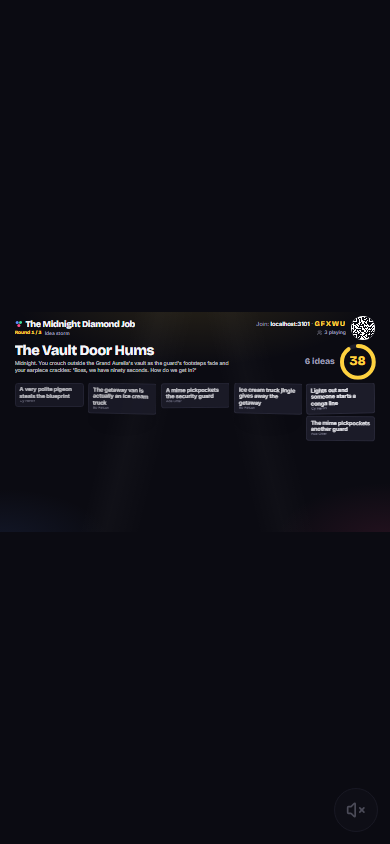 The Midnight Diamond Job
Join: localhost:3101 · GFXWU
Round 1 / 3 Idea storm
3 playing
The Vault Door Hums
Midnight. You crouch outside the Grand Aurelia's vault as the guard's footsteps fade and
your earpiece crackles: 'Boss, we have ninety seconds. How do we get in?'
6 ideas
38
A very polite pigeon
steals the blueprint
The getaway van is
actually an ice cream
truck
A mime pickpockets
the security guard
Ice cream truck jingle
gives away the
getaway
Lights out and
someone starts a
conga line
The mime pickpockets
another guard